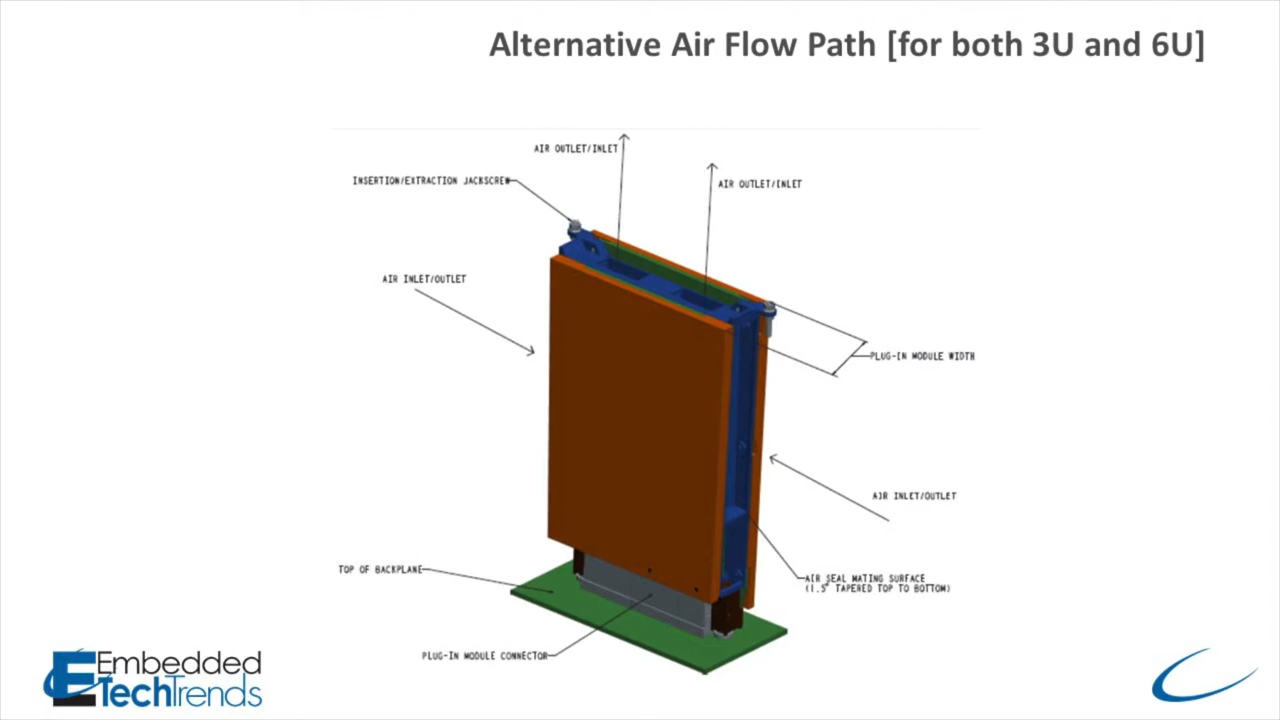 Alternative Air Flow Path [for both 3U and 6U]
AIR OUTLET/INLET
INSERTION/EXTRACTION JACKSCREW
AIR OUTLET/INLET
AIR INLET/OUTLET
PLUG-IN MODULE WIDTH
AIR INLET/OUTLET
TOP OF BACKPLANE
AIR SEAL MATING SURFACE
(1.5° TAPERED TOP TO BOTTOM)
PLUG-IN MODULE CONNECTOR
Embedded
TechTrends